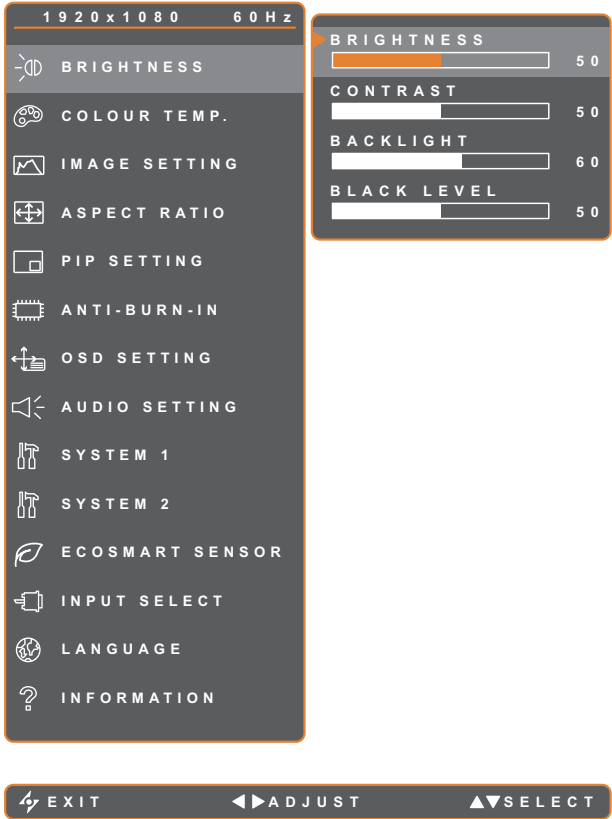 1920x1080 60Hz
BRIGHTNESS
COLOUR TEMP.
IMAGE SETTING
ASPECT RATIO
PIP SETTING
ANTI-BURN-IN
OSD SETTING
AUDIO SETTING
SYSTEM 1
SYSTEM 2
ECOSMART SENSOR
INPUT SELECT
LANGUAGE
INFORMATION
BRIGHTNESS
50
CONTRAST
50
BACKLIGHT
60
BLACK LEVEL
50
EXIT ADJUST SELECT